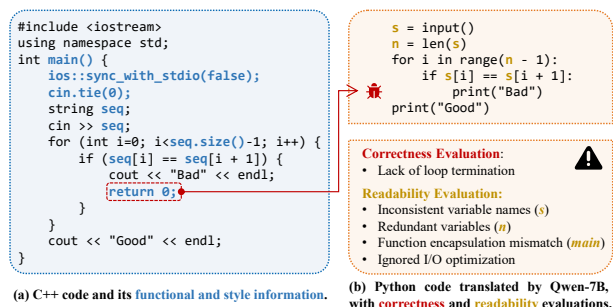 #include <iostream>
using namespace std;
int main() {
    ios::sync_with_stdio(false);
    cin.tie(0);
    string seq;
    cin >> seq;
    for (int i=0; i<seq.size()-1; i++) {
        if (seq[i] == seq[i + 1]) {
            cout << "Bad" << endl;
            return 0;
        }
    }
    cout << "Good" << endl;
}
(a) C++ code and its functional and style information.
s = input()
n = len(s)
for i in range(n - 1):
    if s[i] == s[i + 1]:
        print("Bad")
print("Good")
Correctness Evaluation:
• Lack of loop termination
Readability Evaluation:
• Inconsistent variable names (s)
• Redundant variables (n)
• Function encapsulation mismatch (main)
• Ignored I/O optimization
(b) Python code translated by Qwen-7B,
with correctness and readability evaluations.